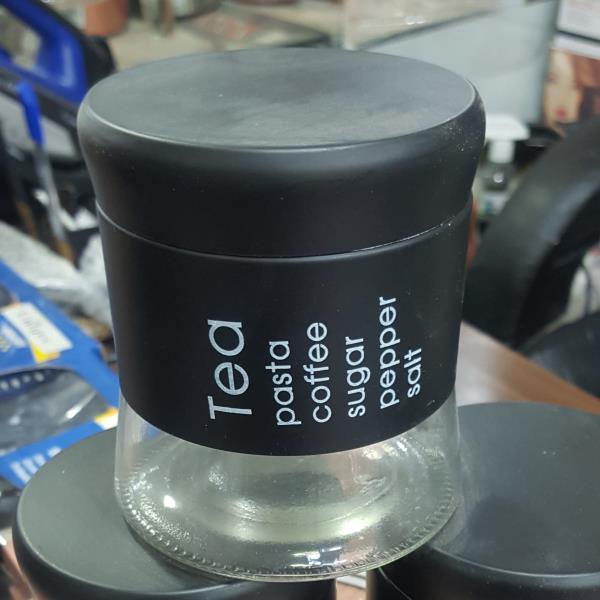 Tea
pasta
coffee
sugar
pepper
salt